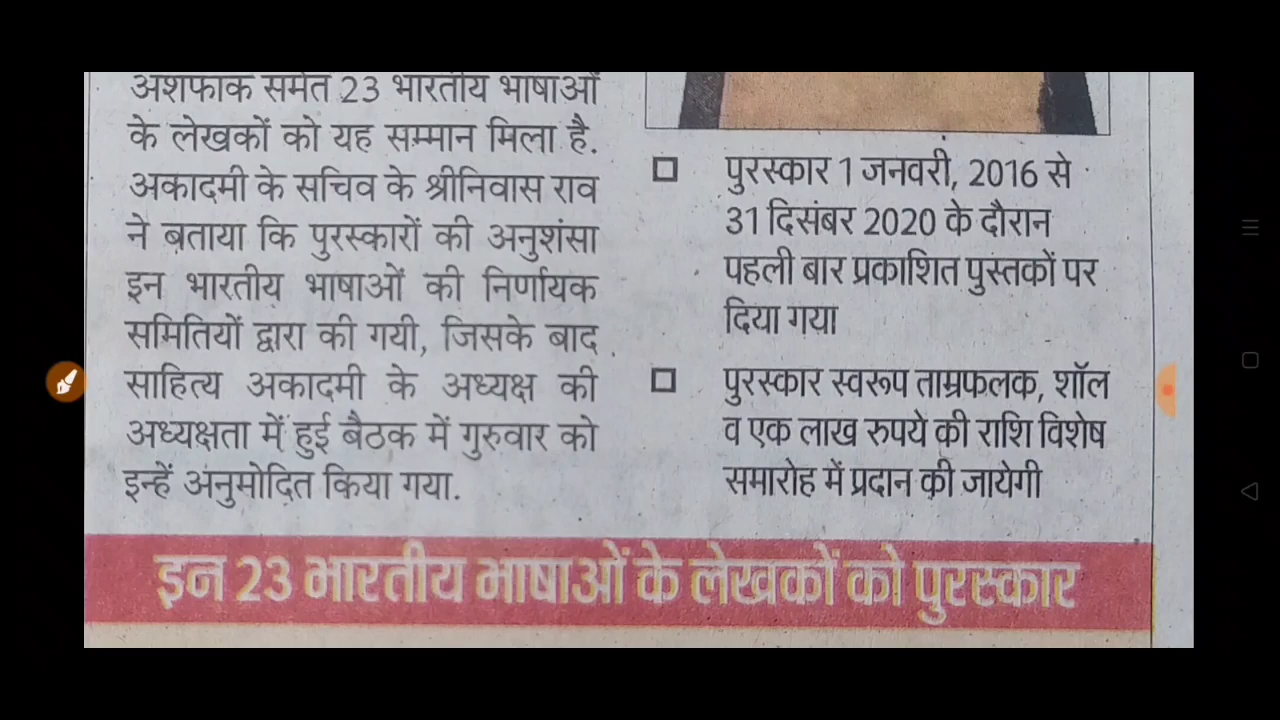 अशफाक समेत 23 भारतीय भाषाओं
के लेखकों को यह सम्मान मिला है.
अकादमी के सचिव के श्रीनिवास राव
ने बताया कि पुरस्कारों की अनुशंसा
इन भारतीय भाषाओं की निर्णायक
समितियों द्वारा की गयी, जिसके बाद
साहित्य अकादमी के अध्यक्ष की
अध्यक्षता में हुई बैठक में गुरुवार को
इन्हें अनुमोदित किया गया.
पुरस्कार 1 जनवरी, 2016 से
31 दिसंबर 2020 के दौरान
पहली बार प्रकाशित पुस्तकों पर
दिया गया
पुरस्कार स्वरूप ताम्रफलक, शॉल
व एक लाख रुपये की राशि विशेष
समारोह में प्रदान की जायेगी
इन 23 भारतीय भाषाओं के लेखकों को पुरस्कार